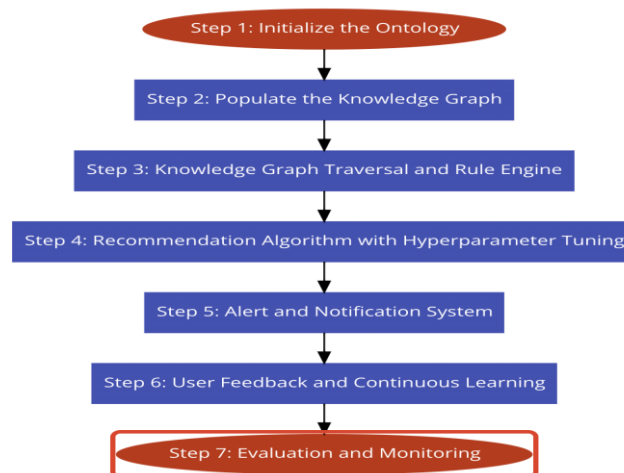 Step 1: Initialize the Ontology
Step 2: Populate the Knowledge Graph
Step 3: Knowledge Graph Traversal and Rule Engine
Step 4: Recommendation Algorithm with Hyperparameter Tuning
Step 5: Alert and Notification System
Step 6: User Feedback and Continuous Learning
Step 7: Evaluation and Monitoring